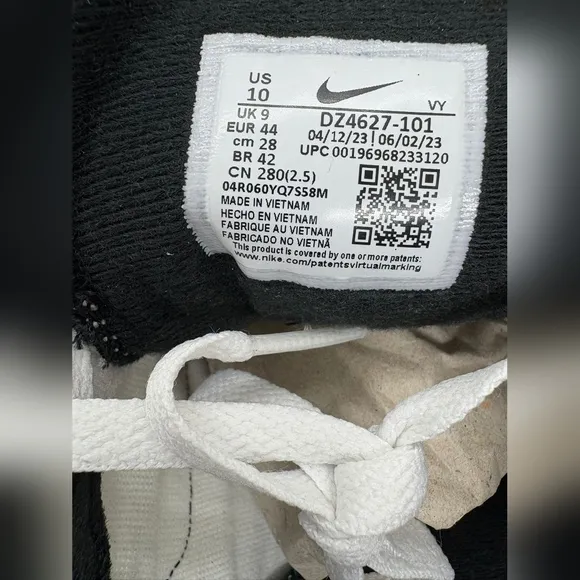 US
10
UK 9
EUR 44
cm 28
BR 42
CN 280(2.5)
VY
DZ4627-101
04/12/23 | 06/02/23
UPC 00196968233120
04R060YQ7S58M
MADE IN VIETNAM
HECHO EN VIETNAM
FABRIQUE AU VIETNAM
FABRICADO NO VIETNÃ
This product is covered by one or more patents:
www.nike.com/patentsvirtualmarking